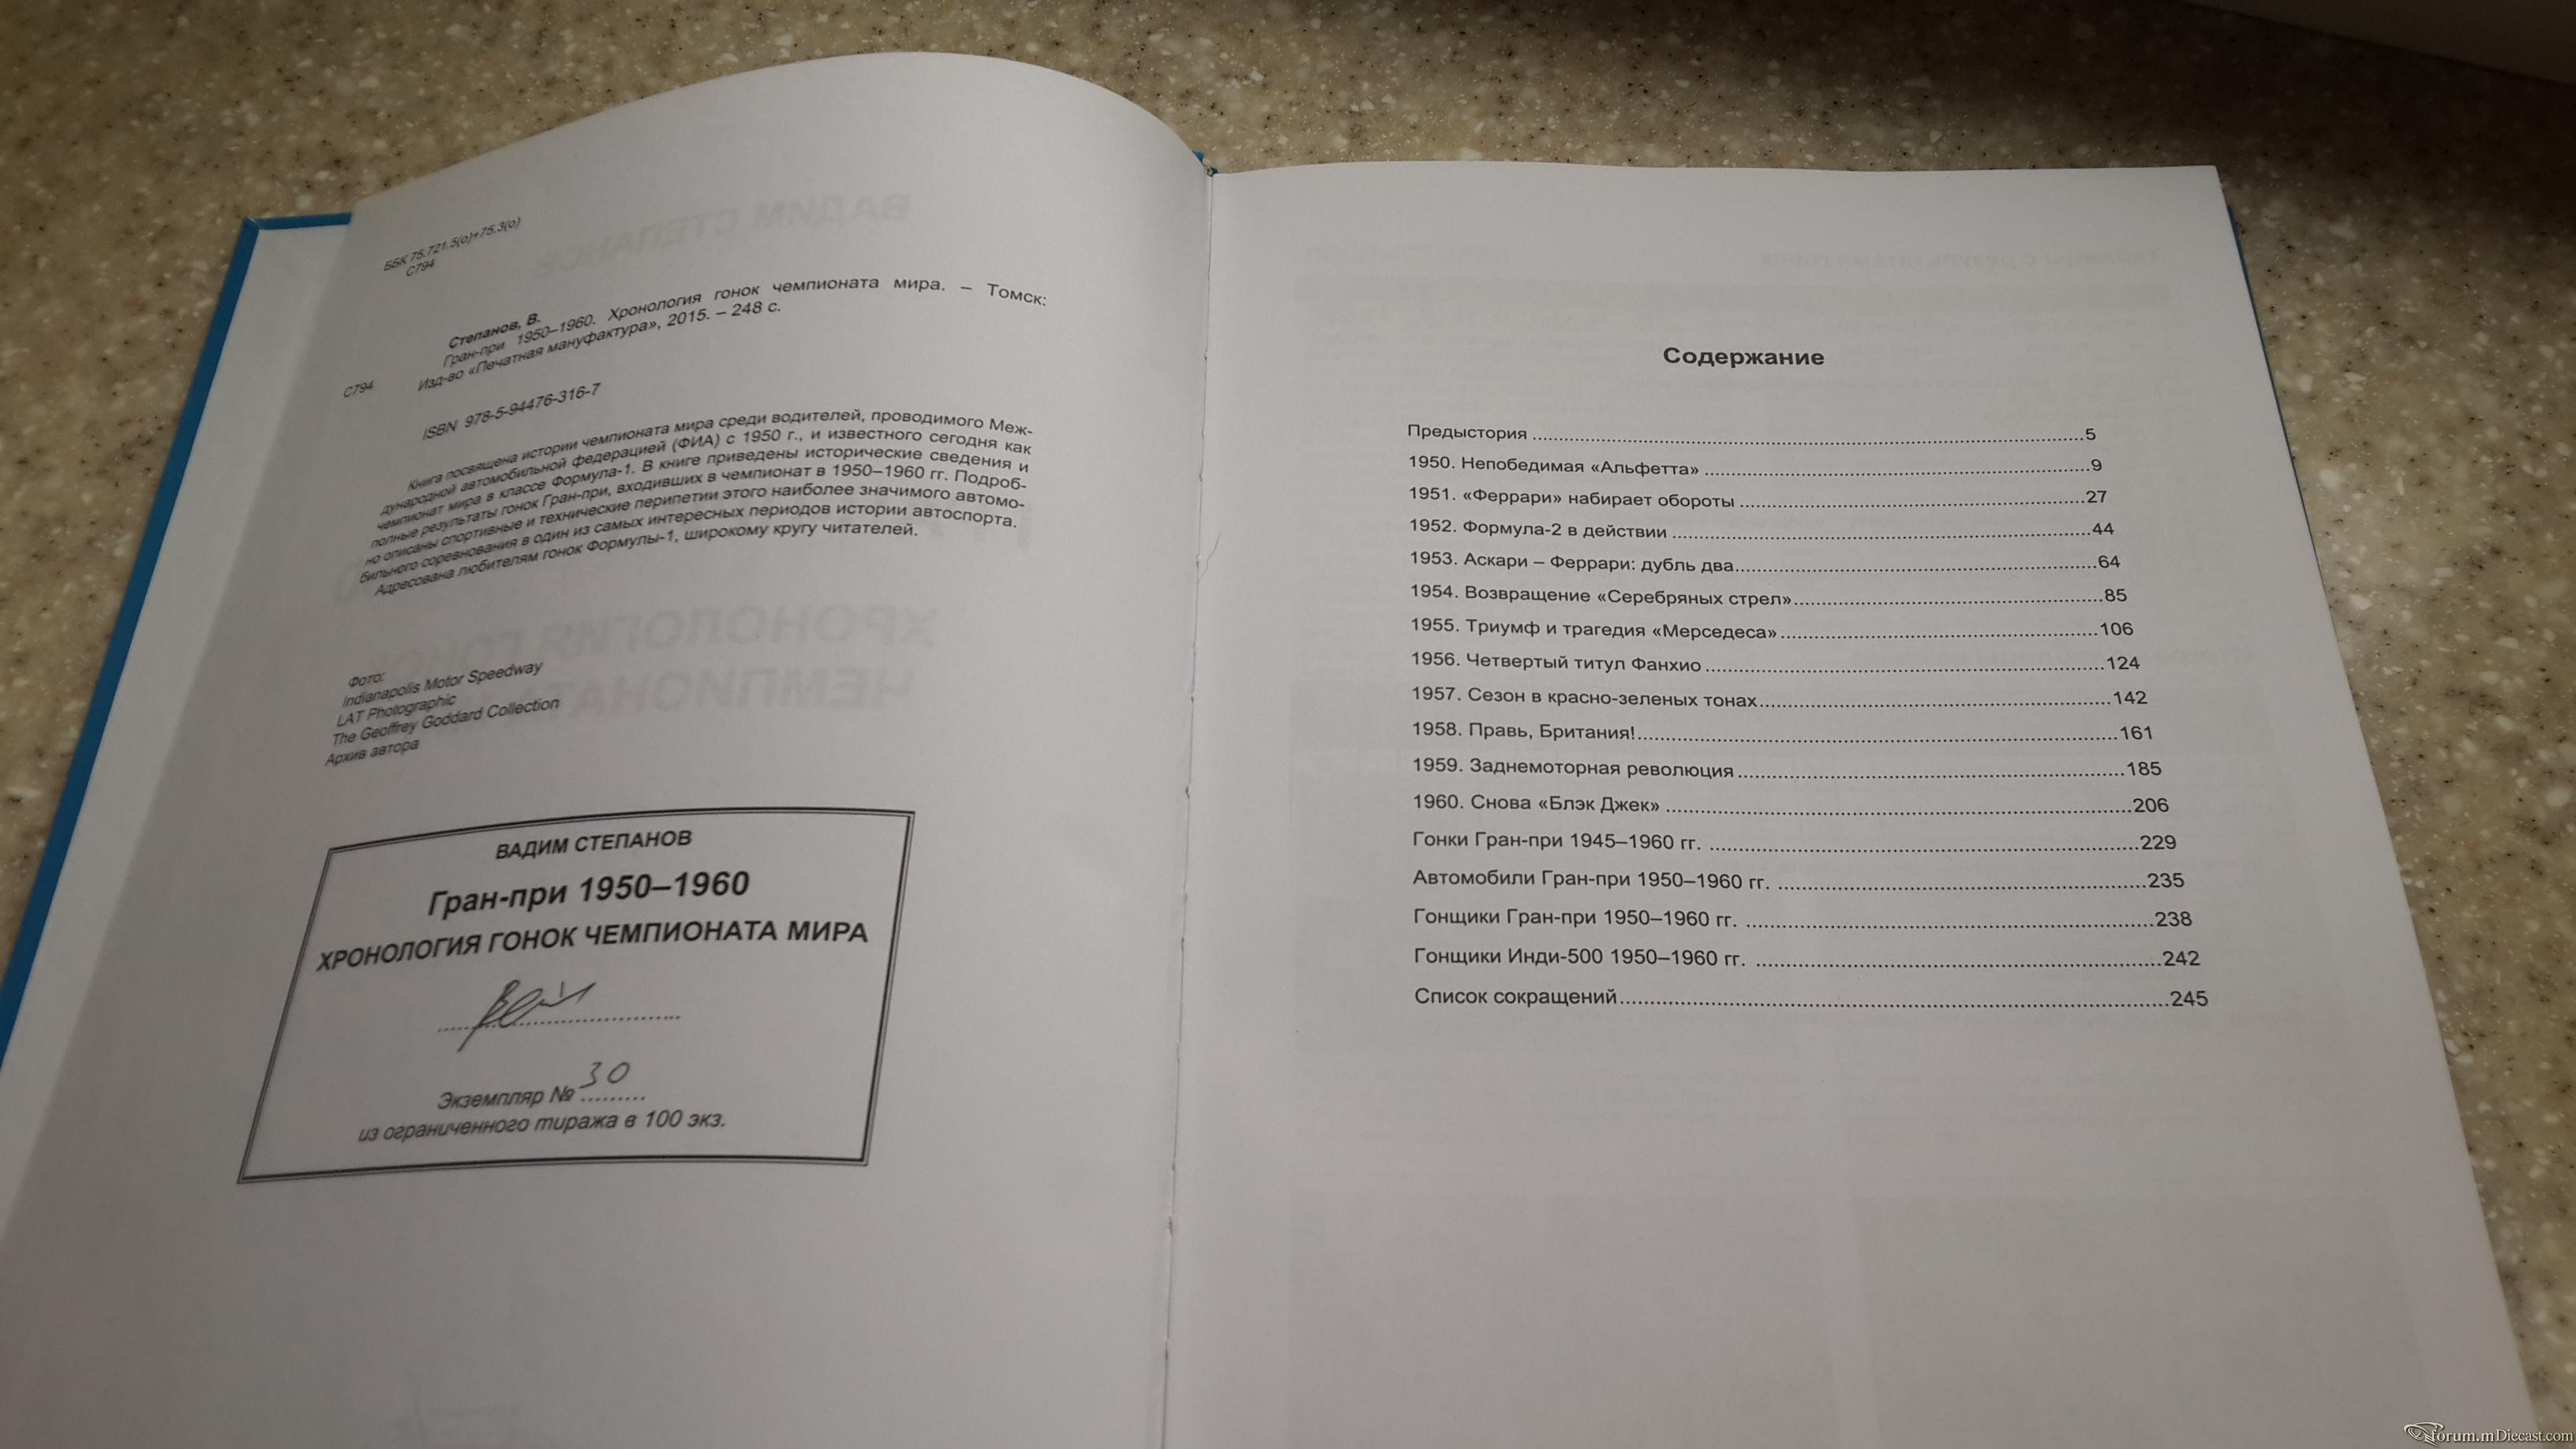 ББК 75.721.5(о)+75.3(о)
С794
Степанов, В.
Гран-при 1950–1960. Хронология гонок чемпионата мира. – Томск:
Изд-во «Печатная мануфактура», 2015. – 248 с.
С794
ISBN 978-5-94476-316-7
Книга посвящена истории чемпионата мира среди водителей, проводимого Меж-
дународной автомобильной федерацией (ФИА) с 1950 г., и известного сегодня как
чемпионат мира в классе Формула-1. В книге приведены исторические сведения и
полные результаты гонок Гран-при, входивших в чемпионат в 1950–1960 гг. Подроб-
но описаны спортивные и технические перипетии этого наиболее значимого автомо-
бильного соревнования в один из самых интересных периодов истории автоспорта.
Адресована любителям гонок Формулы-1, широкому кругу читателей.
Фото:
Indianapolis Motor Speedway
LAT Photographic
The Geoffrey Goddard Collection
Архив автора
ВАДИМ СТЕПАНОВ
Гран-при 1950–1960
ХРОНОЛОГИЯ ГОНОК ЧЕМПИОНАТА МИРА
Экземпляр № 30
из ограниченного тиража в 100 экз.
Содержание
Предыстория ........ 5
1950. Непобедимая «Альфетта» ........ 9
1951. «Феррари» набирает обороты ........ 27
1952. Формула-2 в действии ........ 44
1953. Аскари – Феррари: дубль два ........ 64
1954. Возвращение «Серебряных стрел» ........ 85
1955. Триумф и трагедия «Мерседеса» ........ 106
1956. Четвертый титул Фанхио ........ 124
1957. Сезон в красно-зеленых тонах ........ 142
1958. Правь, Британия! ........ 161
1959. Заднемоторная революция ........ 185
1960. Снова «Блэк Джек» ........ 206
Гонки Гран-при 1945–1960 гг. ........ 229
Автомобили Гран-при 1950–1960 гг. ........ 235
Гонщики Гран-при 1950–1960 гг. ........ 238
Гонщики Инди-500 1950–1960 гг. ........ 242
Список сокращений ........ 245
forum.mDiecast.com